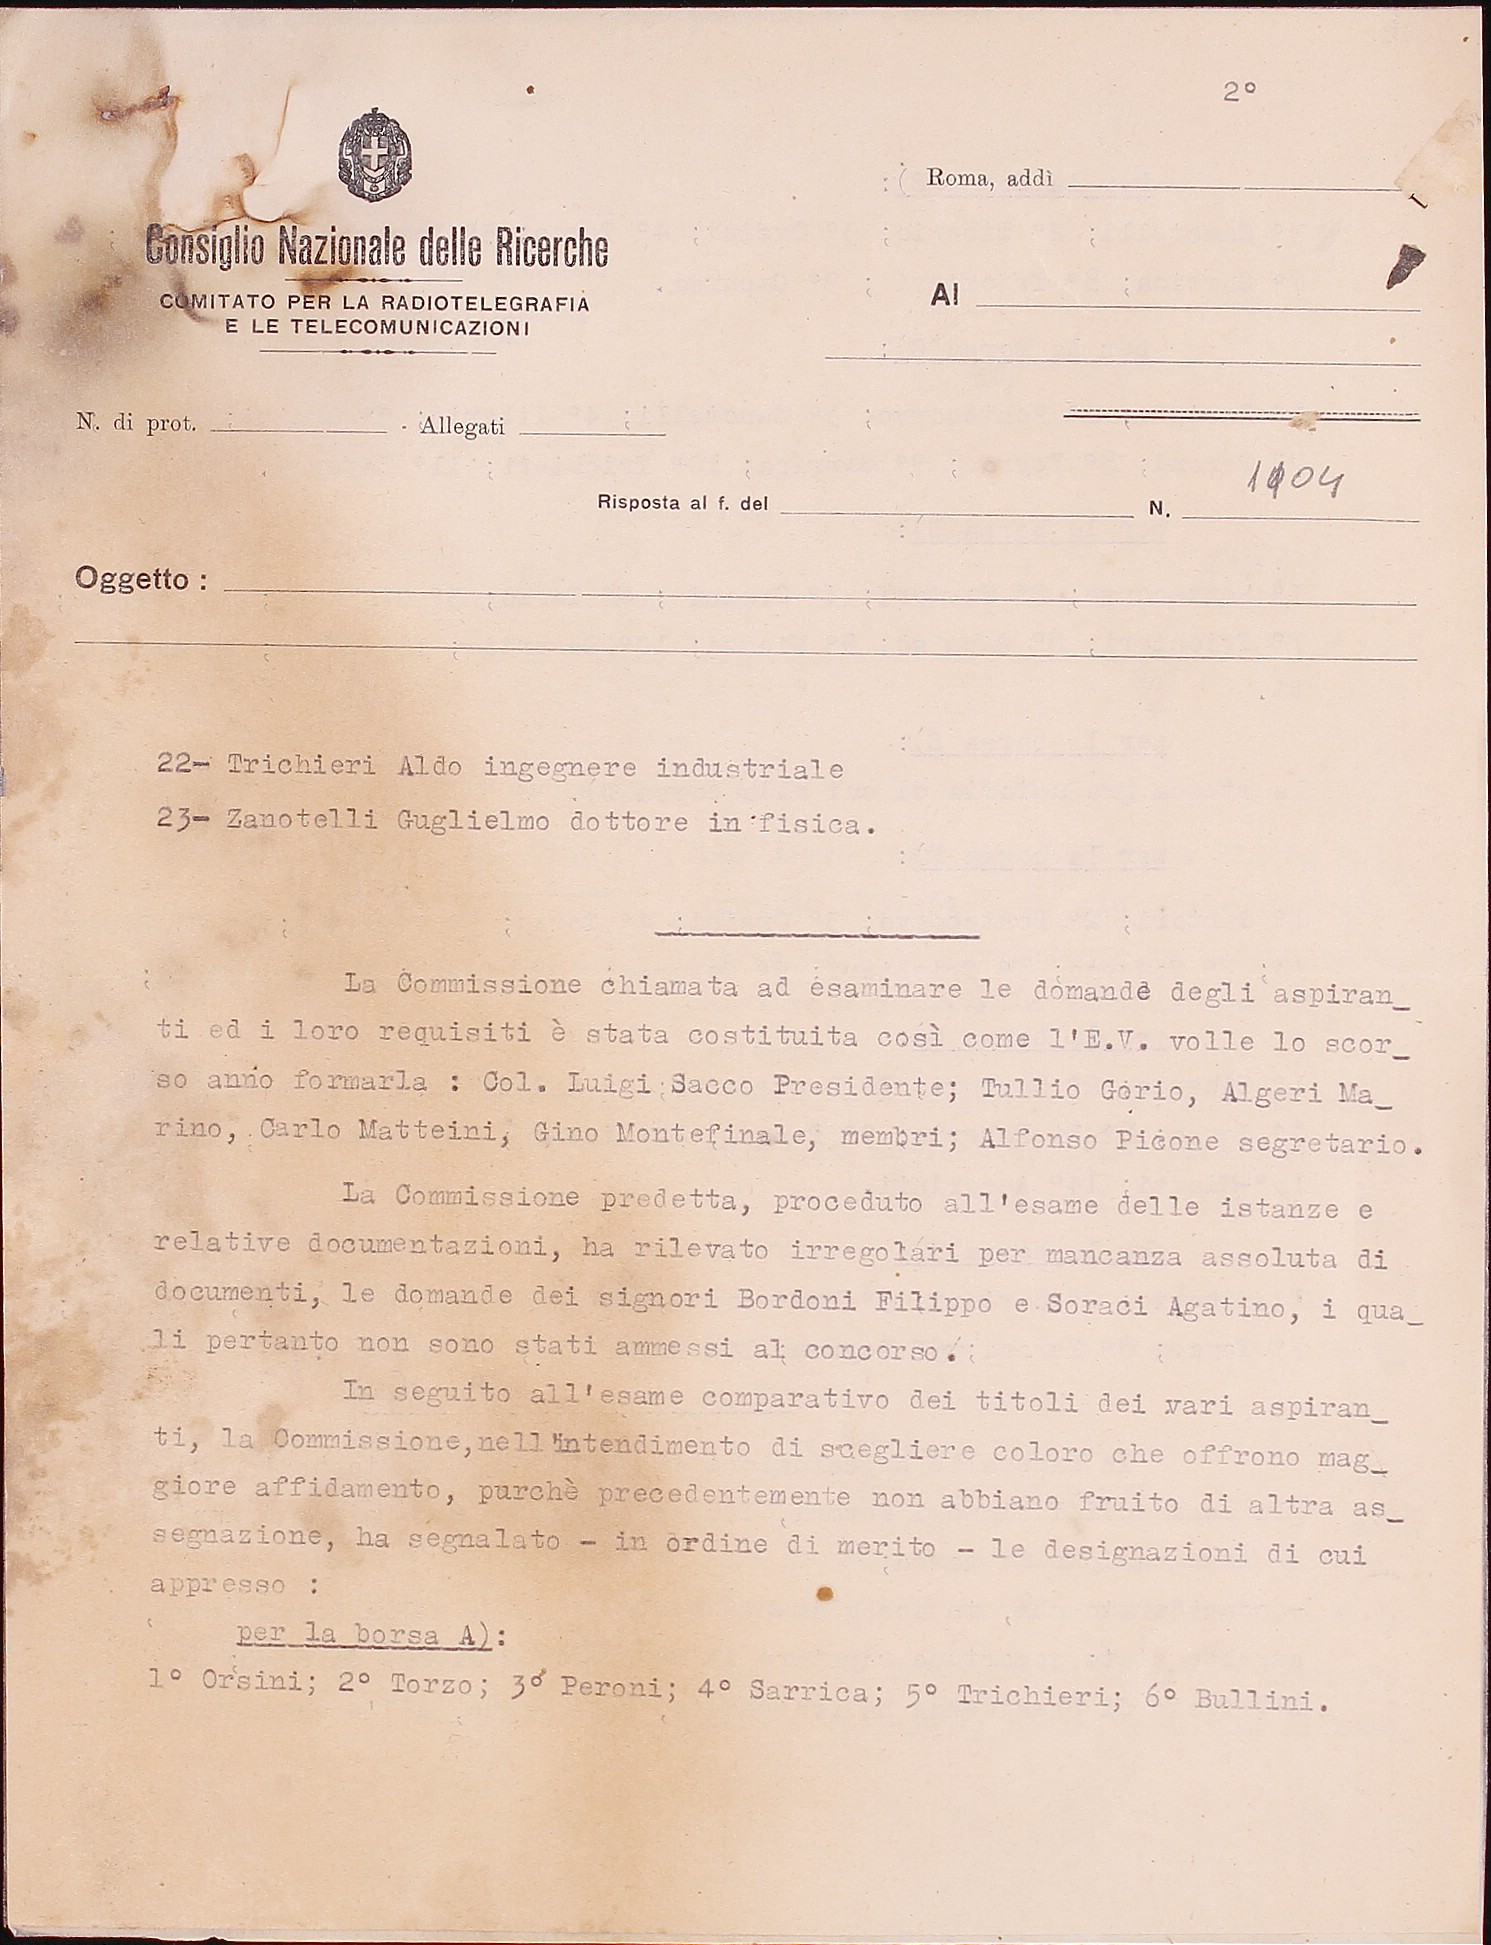 2°
Roma, addì
Consiglio Nazionale delle Ricerche
COMITATO PER LA RADIOTELEGRAFIA
E LE TELECOMUNICAZIONI
Al
N. di prot. Allegati
Risposta al f. del N. 1104
Oggetto :
22- Trichieri Aldo ingegnere industriale
23- Zanotelli Guglielmo dottore in fisica.
La Commissione chiamata ad esaminare le domande degli aspiran_
ti ed i loro requisiti è stata costituita così come l'E.V. volle lo scor_
so anno formarla : Col. Luigi Sacco Presidente; Tullio Gorio, Algeri Ma_
rino, Carlo Matteini, Gino Montefinale, membri; Alfonso Picone segretario.
La Commissione predetta, proceduto all'esame delle istanze e
relative documentazioni, ha rilevato irregolari per mancanza assoluta di
documenti, le domande dei signori Bordoni Filippo e Soraci Agatino, i qua_
li pertanto non sono stati ammessi al concorso.
In seguito all'esame comparativo dei titoli dei vari aspiran_
ti, la Commissione,nell'intendimento di scegliere coloro che offrono mag_
giore affidamento, purchè precedentemente non abbiano fruito di altra as_
segnazione, ha segnalato - in ordine di merito - le designazioni di cui
appresso :
per la borsa A):
1° Orsini; 2° Torzo; 3° Peroni; 4° Sarrica; 5° Trichieri; 6° Bullini.